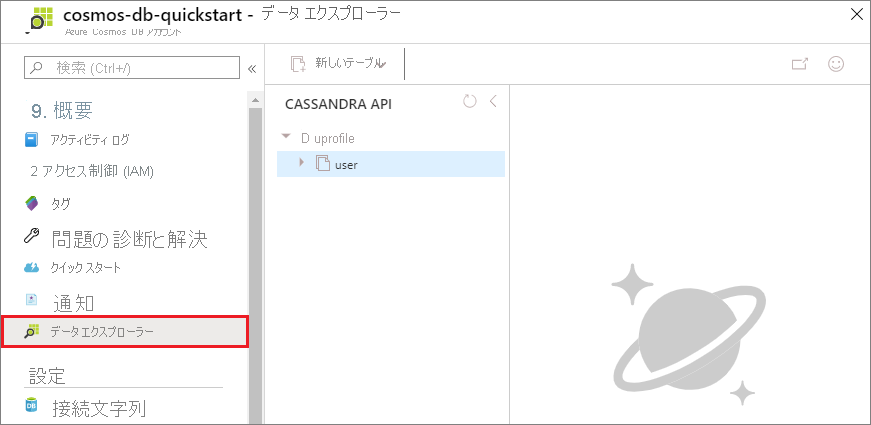 cosmos-db-quickstart - データ エクスプローラー
Azure Cosmos DB アカウント
検索 (Ctrl+/)
«
9. 概要
アクティビティ ログ
2 アクセス制御 (IAM)
タグ
問題の診断と解決
クイック スタート
通知
データ エクスプローラー
設定
接続文字列
新しいテーブル
CASSANDRA API
D uprofile
user